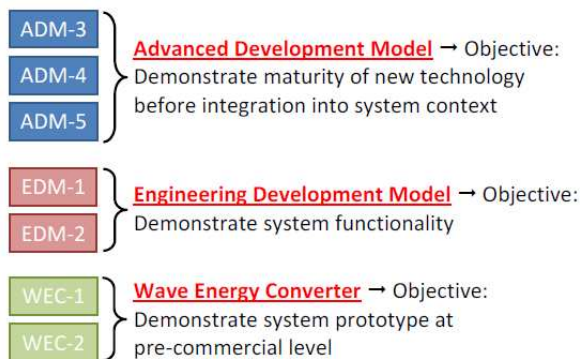 ADM-3
ADM-4
ADM-5
Advanced Development Model → Objective:
Demonstrate maturity of new technology
before integration into system context
EDM-1
EDM-2
Engineering Development Model → Objective:
Demonstrate system functionality
WEC-1
WEC-2
Wave Energy Converter → Objective:
Demonstrate system prototype at
pre-commercial level